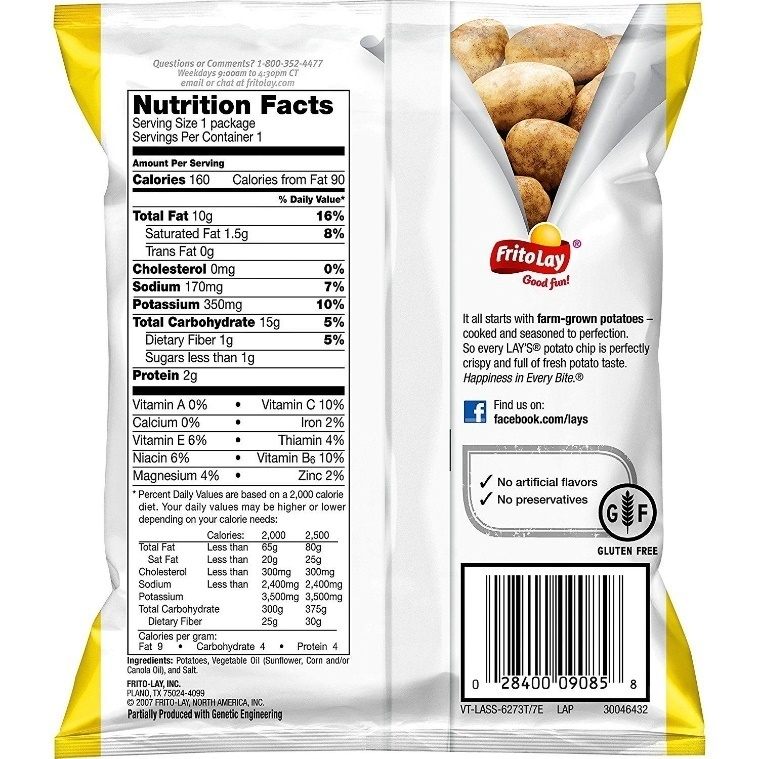 Questions or Comments? 1-800-352-4477
Weekdays 9:00am to 4:30pm CT
email or chat at fritolay.com
Nutrition Facts
Serving Size 1 package
Servings Per Container 1
Amount Per Serving
Calories 160 Calories from Fat 90
% Daily Value*
Total Fat 10g 16%
Saturated Fat 1.5g 8%
Trans Fat 0g
Cholesterol 0mg 0%
Sodium 170mg 7%
Potassium 350mg 10%
Total Carbohydrate 15g 5%
Dietary Fiber 1g 5%
Sugars less than 1g
Protein 2g
Vitamin A 0% • Vitamin C 10%
Calcium 0% • Iron 2%
Vitamin E 6% • Thiamin 4%
Niacin 6% • Vitamin B6 10%
Magnesium 4% • Zinc 2%
* Percent Daily Values are based on a 2,000 calorie
diet. Your daily values may be higher or lower
depending on your calorie needs:
Calories: 2,000 2,500
Total Fat Less than 65g 80g
Sat Fat Less than 20g 25g
Cholesterol Less than 300mg 300mg
Sodium Less than 2,400mg 2,400mg
Potassium 3,500mg 3,500mg
Total Carbohydrate 300g 375g
Dietary Fiber 25g 30g
Calories per gram:
Fat 9 • Carbohydrate 4 • Protein 4
Ingredients: Potatoes, Vegetable Oil (Sunflower, Corn and/or
Canola Oil), and Salt.
FRITO-LAY, INC.
PLANO, TX 75024-4099
© 2007 FRITO-LAY, NORTH AMERICA, INC.
Partially Produced with Genetic Engineering
Frito Lay ®
Good fun!
It all starts with farm-grown potatoes –
cooked and seasoned to perfection.
So every LAY'S® potato chip is perfectly
crispy and full of fresh potato taste.
Happiness in Every Bite.®
f
Find us on:
facebook.com/lays
✓ No artificial flavors
✓ No preservatives
G F
GLUTEN FREE
0 28400 09085 8
VT-LASS-6273T/7E LAP 30046432